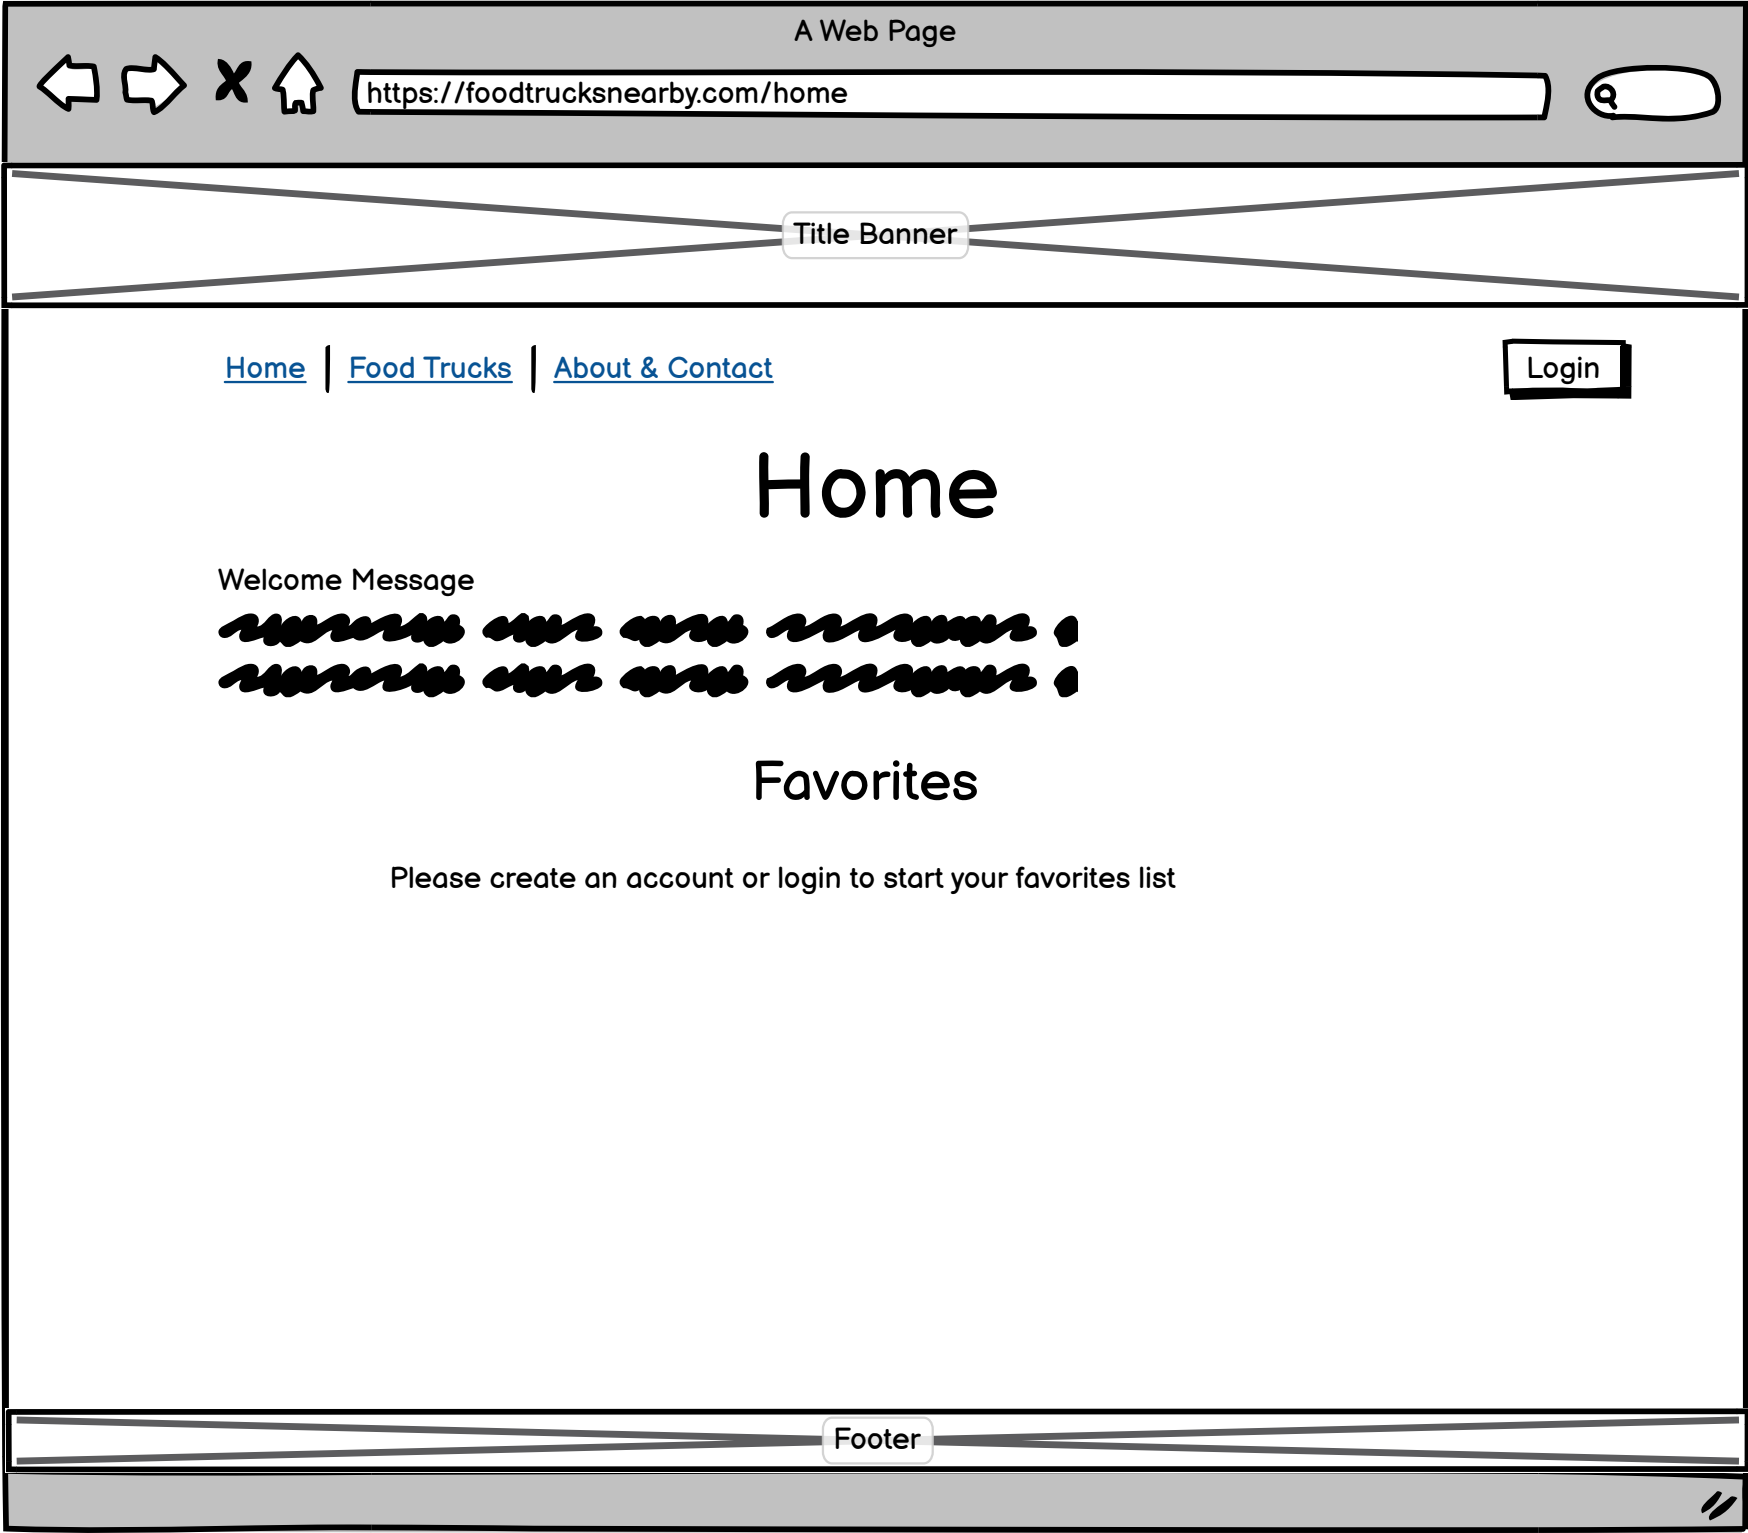 A Web Page
https://foodtrucksnearby.com/home
Title Banner
Home
Food Trucks
About & Contact
Login
Home
Welcome Message
Favorites
Please create an account or login to start your favorites list
Footer